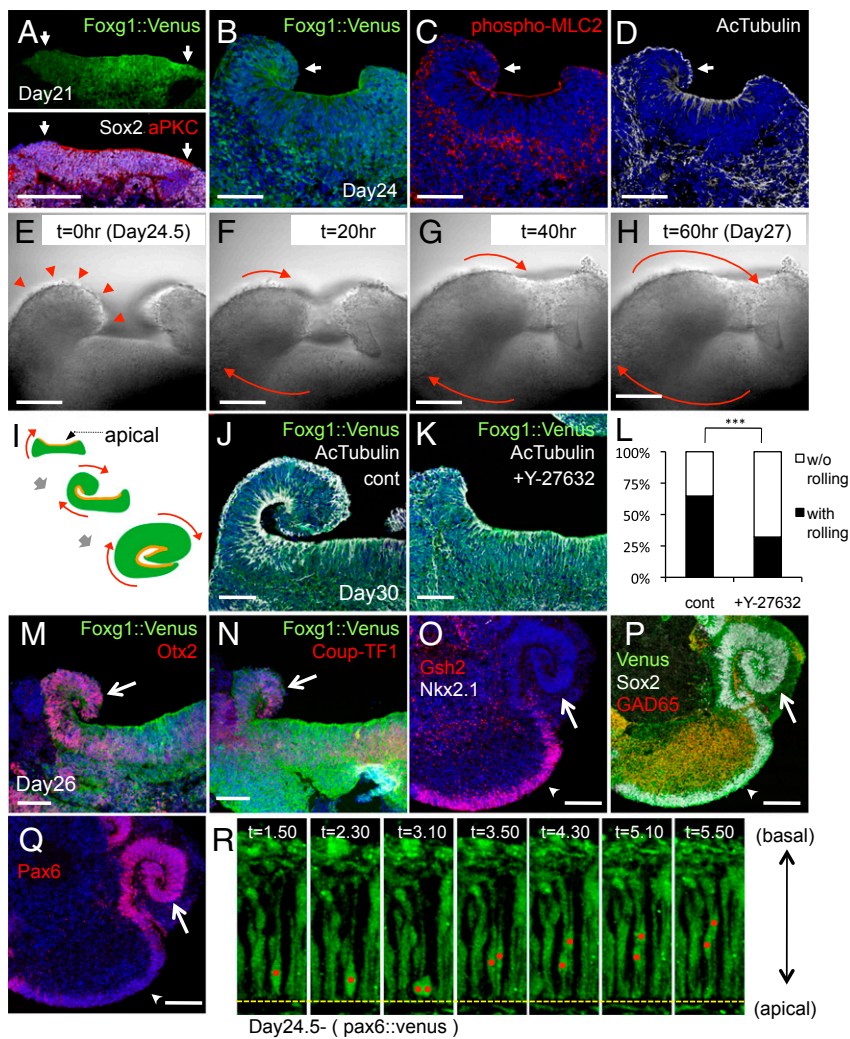 A Foxg1::Venus
Day21
Sox2 aPKC
B Foxg1::Venus
Day24
C phospho-MLC2
D AcTubulin
E t=0hr (Day24.5)
F t=20hr
G t=40hr
H t=60hr (Day27)
I apical
J Foxg1::Venus
AcTubulin
cont
Day30
K Foxg1::Venus
AcTubulin
+Y-27632
L
***
100%
75%
50%
25%
0%
cont +Y-27632
w/o
rolling
with
rolling
M Foxg1::Venus
Otx2
Day26
N Foxg1::Venus
Coup-TF1
O Gsh2
Nkx2.1
P Venus
Sox2
GAD65
Q Pax6
R t=1.50 t=2.30 t=3.10 t=3.50 t=4.30 t=5.10 t=5.50
(basal)
(apical)
Day24.5- ( pax6::venus )